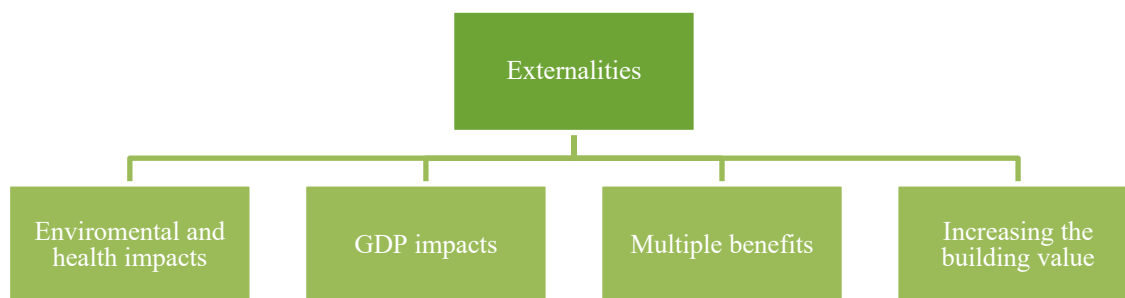 Externalities
Enviromental and
health impacts
GDP impacts
Multiple benefits
Increasing the
building value